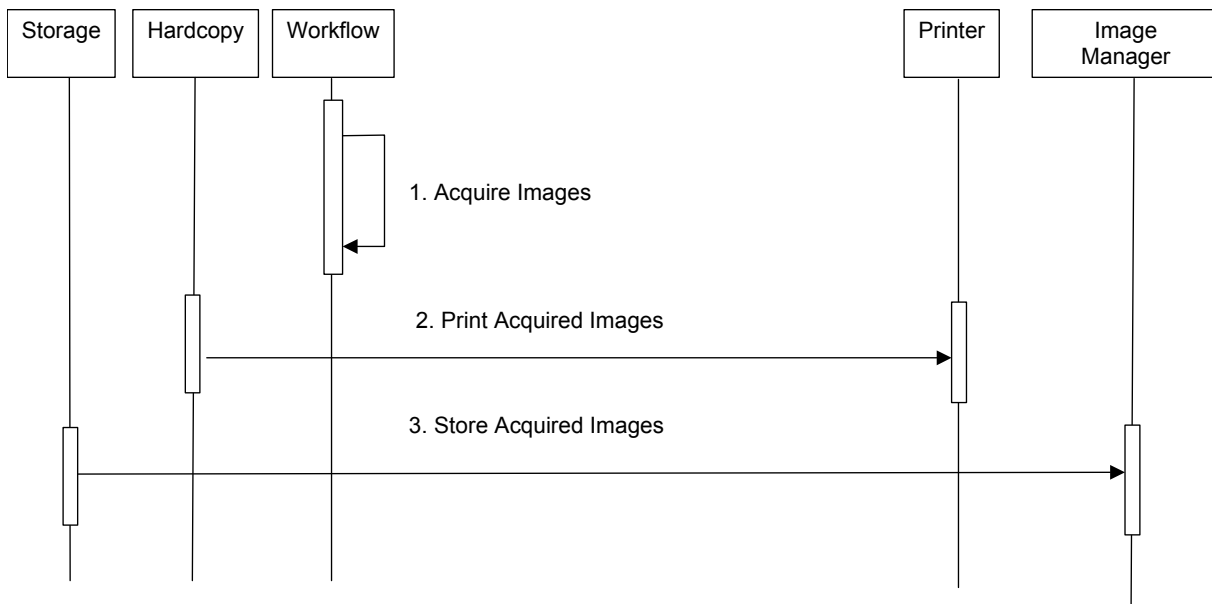 Storage
Hardcopy
Workflow
Printer
Image
Manager
1. Acquire Images
2. Print Acquired Images
3. Store Acquired Images